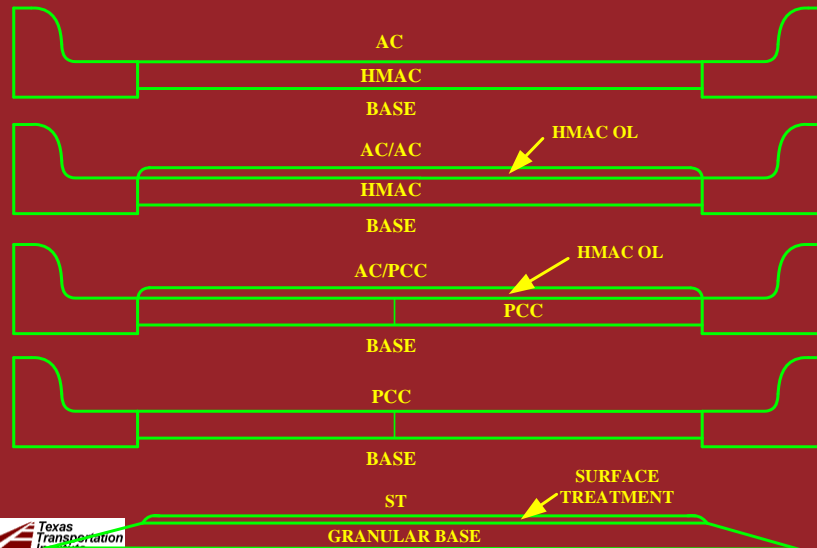 AC
HMAC
BASE
HMAC OL
AC/AC
HMAC
BASE
HMAC OL
AC/PCC
PCC
BASE
PCC
BASE
SURFACE
TREATMENT
ST
GRANULAR BASE
Texas
Transportation